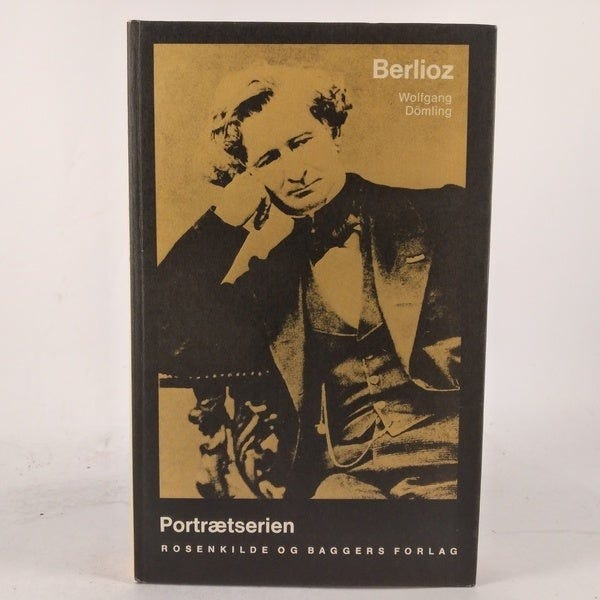 Berlioz
Wolfgang
Dömling
Portrætserien
ROSENKILDE OG BAGGERS FORLAG